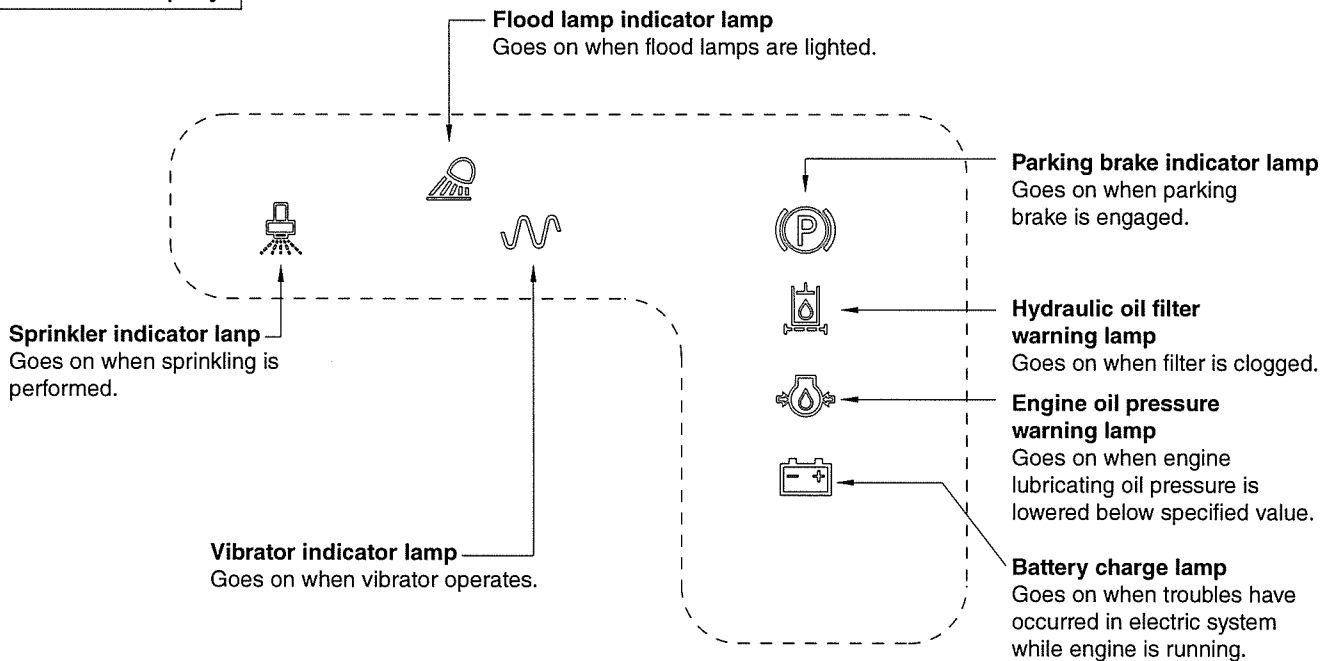 Flood lamp indicator lamp
Goes on when flood lamps are lighted.
Parking brake indicator lamp
Goes on when parking
brake is engaged.
P
Hydraulic oil filter
warning lamp
Goes on when filter is clogged.
Sprinkler indicator lanp
Goes on when sprinkling is
performed.
Engine oil pressure
warning lamp
Goes on when engine
lubricating oil pressure is
lowered below specified value.
Vibrator indicator lamp
Goes on when vibrator operates.
Battery charge lamp
Goes on when troubles have
occurred in electric system
while engine is running.